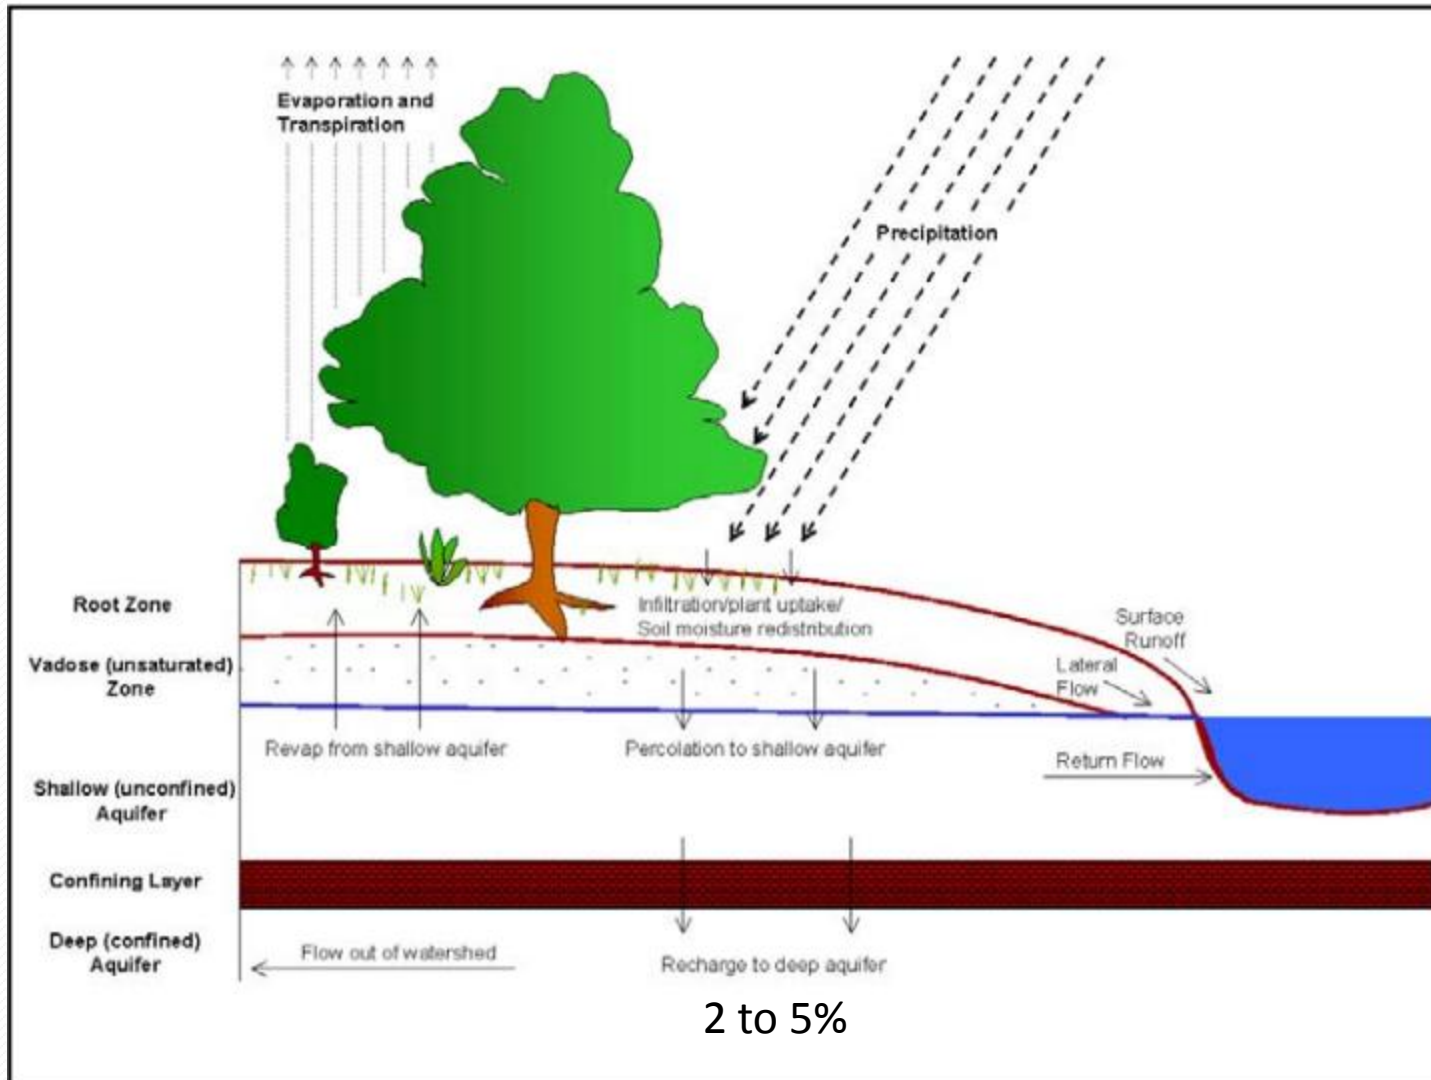 Evaporation and
Transpiration
Precipitation
Root Zone
Infiltration/plant uptake/
Soil moisture redistribution
Surface
Runoff
Lateral
Flow
Vadose (unsaturated)
Zone
Revap from shallow aquifer
Percolation to shallow aquifer
Return Flow
Shallow (unconfined)
Aquifer
Confining Layer
Deep (confined)
Aquifer
Flow out of watershed
Recharge to deep aquifer
2 to 5%